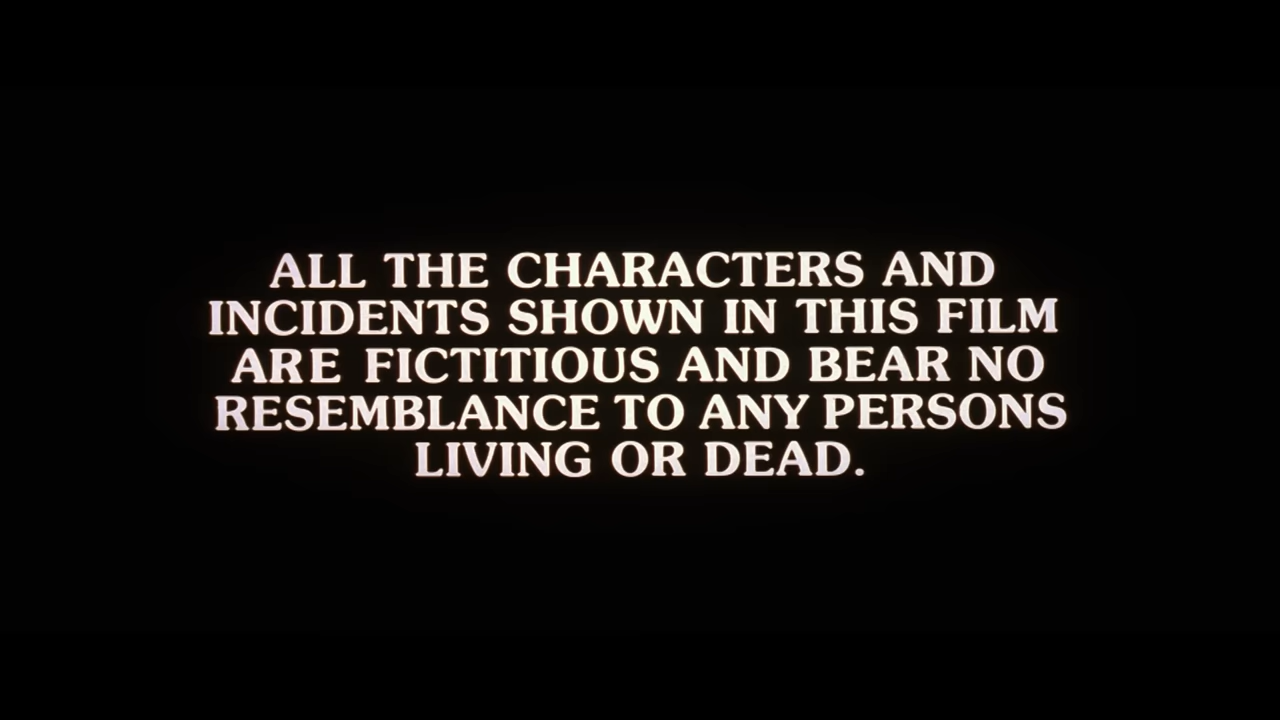 ALL THE CHARACTERS AND
INCIDENTS SHOWN IN THIS FILM
ARE FICTITIOUS AND BEAR NO
RESEMBLANCE TO ANY PERSONS
LIVING OR DEAD.